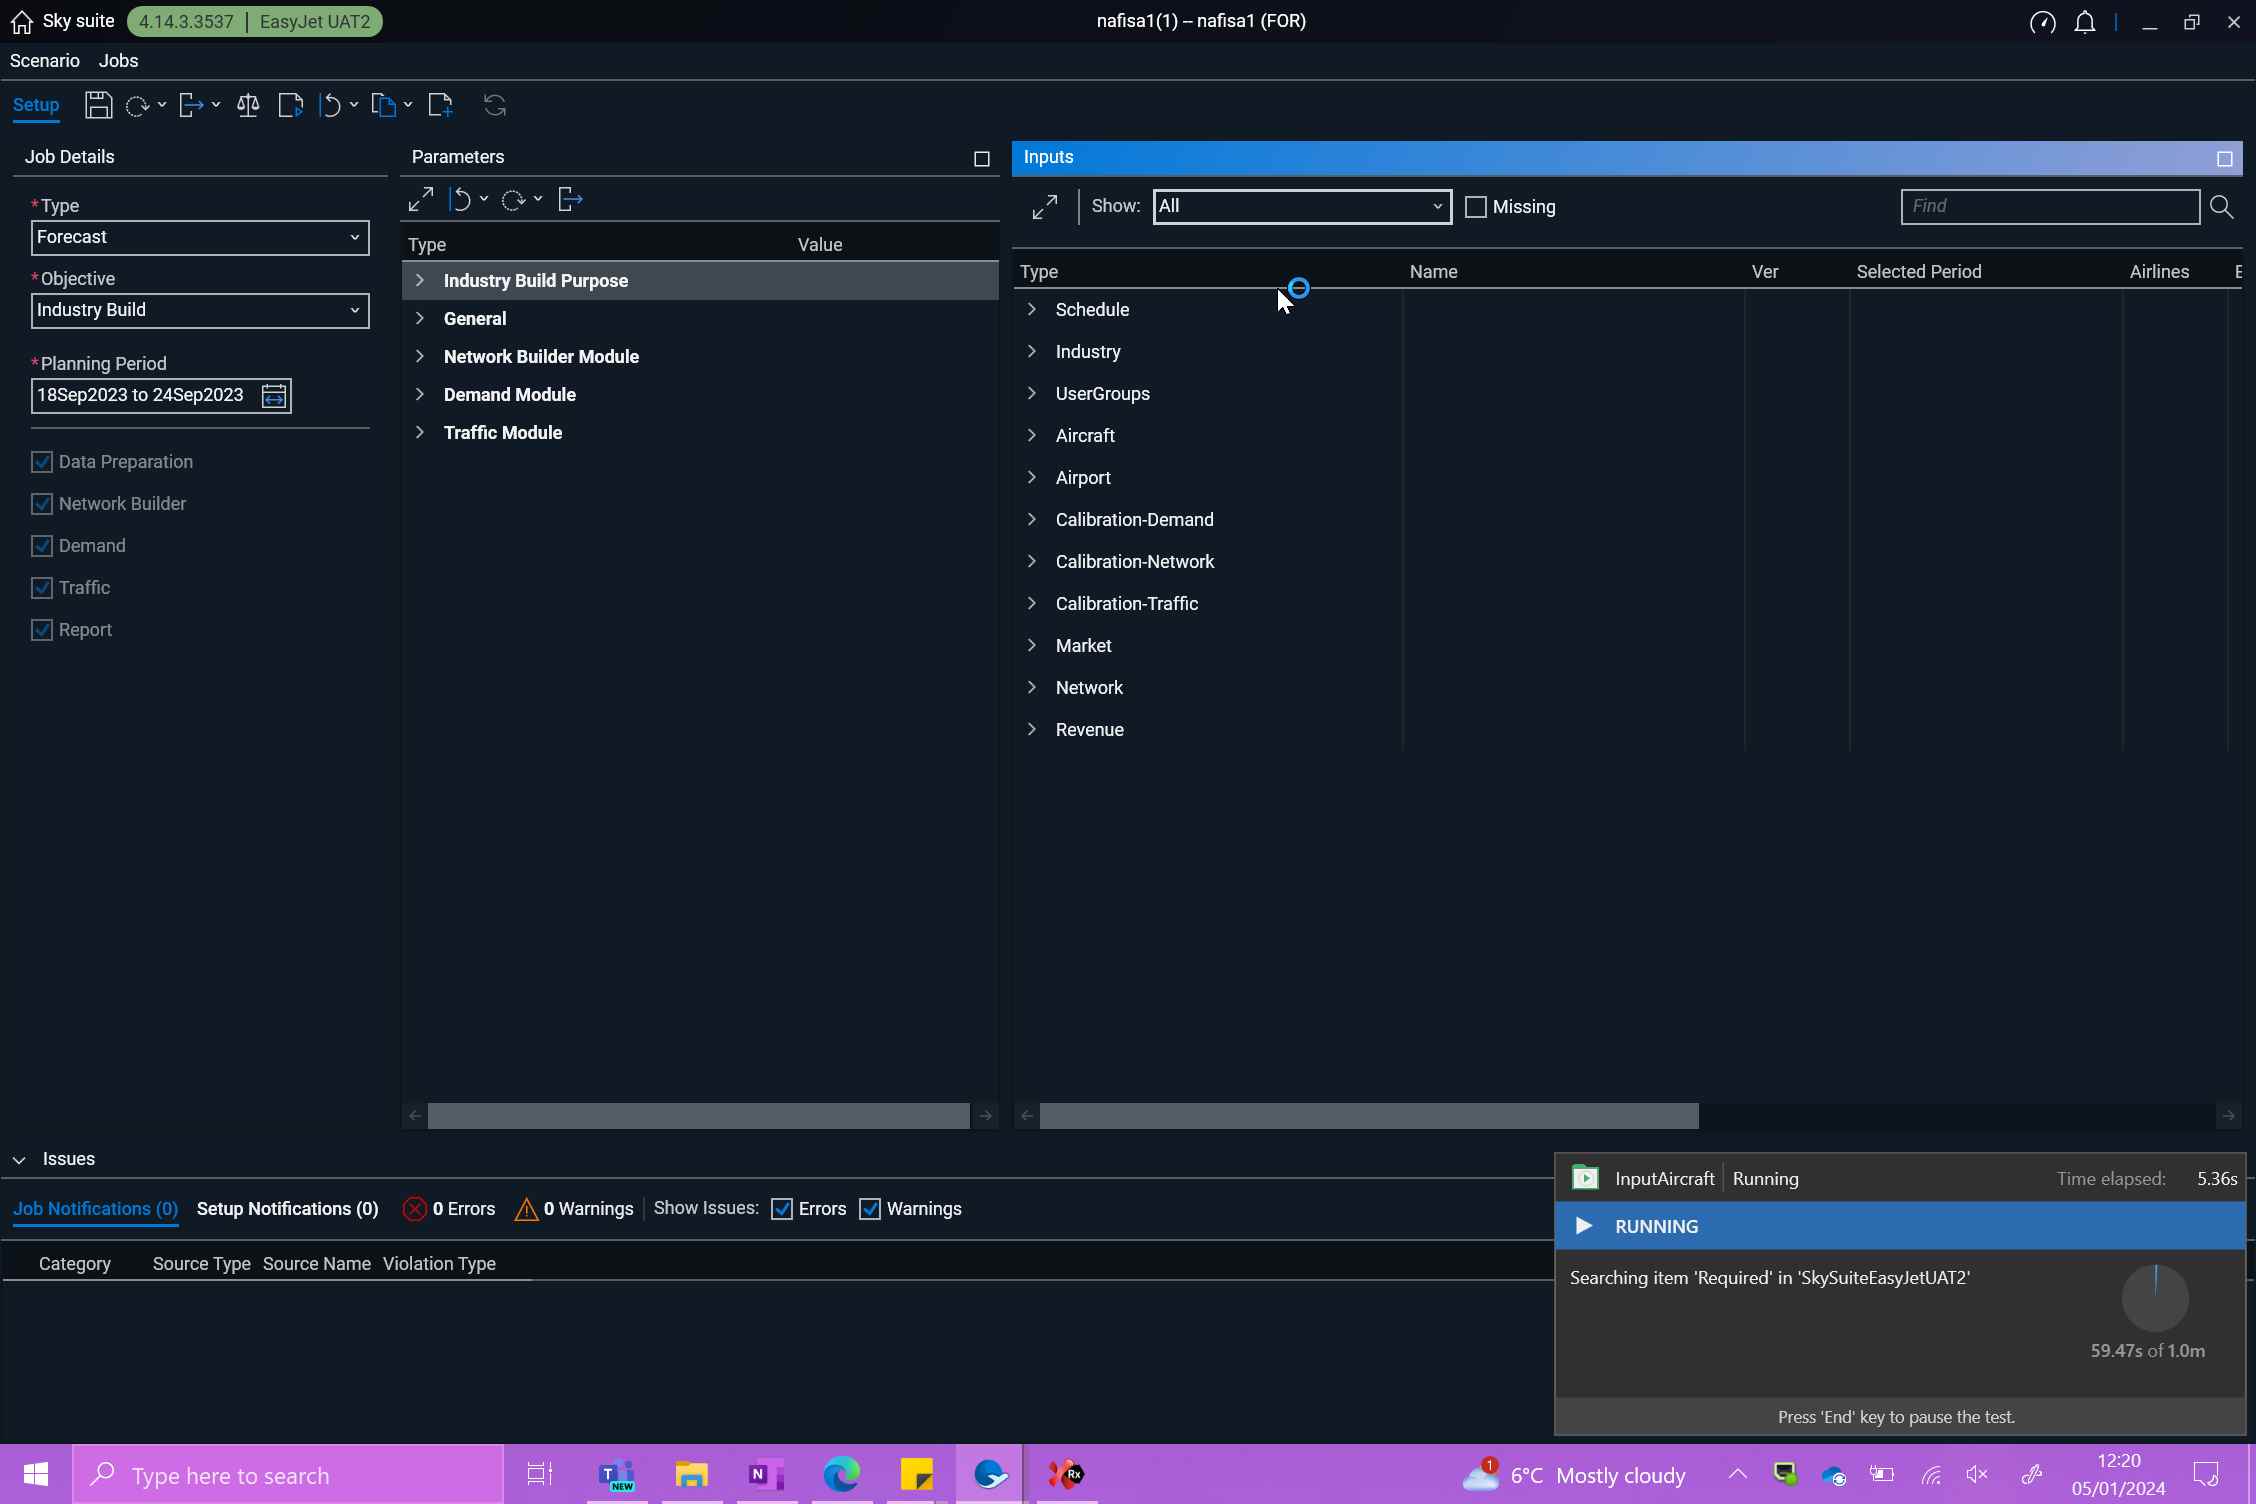 Sky suite 4.14.3.3537 | EasyJet UAT2 nafisa1(1) – nafisa1 (FOR)
Scenario Jobs
Setup
Job Details
*Type
Forecast
*Objective
Industry Build
*Planning Period
18Sep2023 to 24Sep2023
Data Preparation
Network Builder
Demand
Traffic
Report
Parameters
Type Value
Industry Build Purpose
General
Network Builder Module
Demand Module
Traffic Module
Inputs
Show: All Missing Find
Type Name Ver Selected Period Airlines
Schedule
Industry
UserGroups
Aircraft
Airport
Calibration-Demand
Calibration-Network
Calibration-Traffic
Market
Network
Revenue
Issues
Job Notifications (0) Setup Notifications (0) 0 Errors 0 Warnings Show Issues: Errors Warnings
Category Source Type Source Name Violation Type
InputAircraft Running Time elapsed: 5.36s
RUNNING
Searching item 'Required' in 'SkySuiteEasyJetUAT2'
59.47s of 1.0m
Press 'End' key to pause the test.
Type here to search T NEW N Rx 1 6°C Mostly cloudy 12:20
05/01/2024